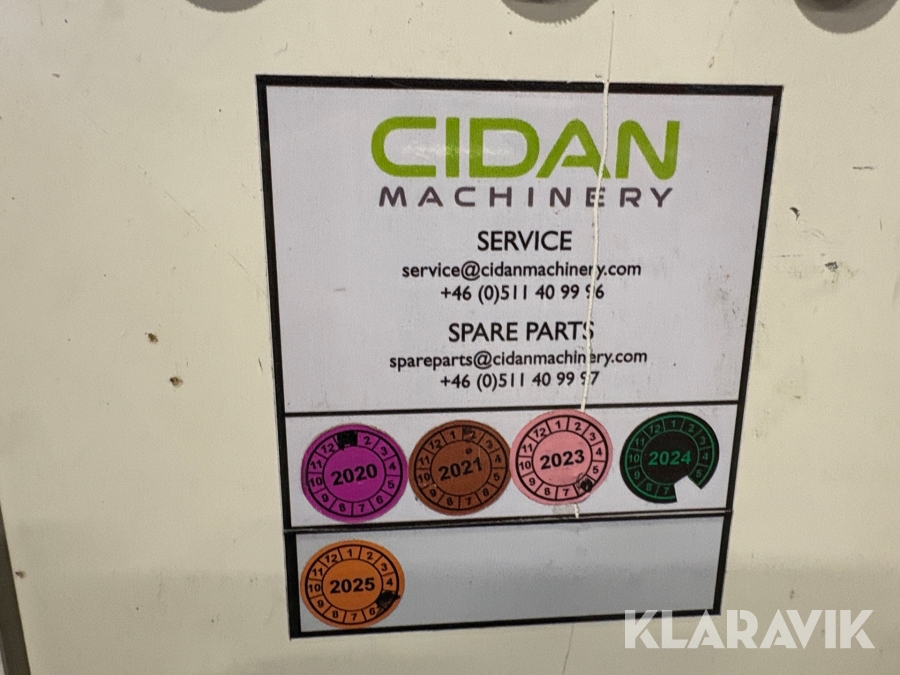 CIDAN
MACHINERY
SERVICE
service@cidanmachinery.com
+46 (0)511 40 99 96
SPARE PARTS
spareparts@cidanmachinery.com
+46 (0)511 40 99 97
2020
2021
2023
2024
2025
KLARAVIK